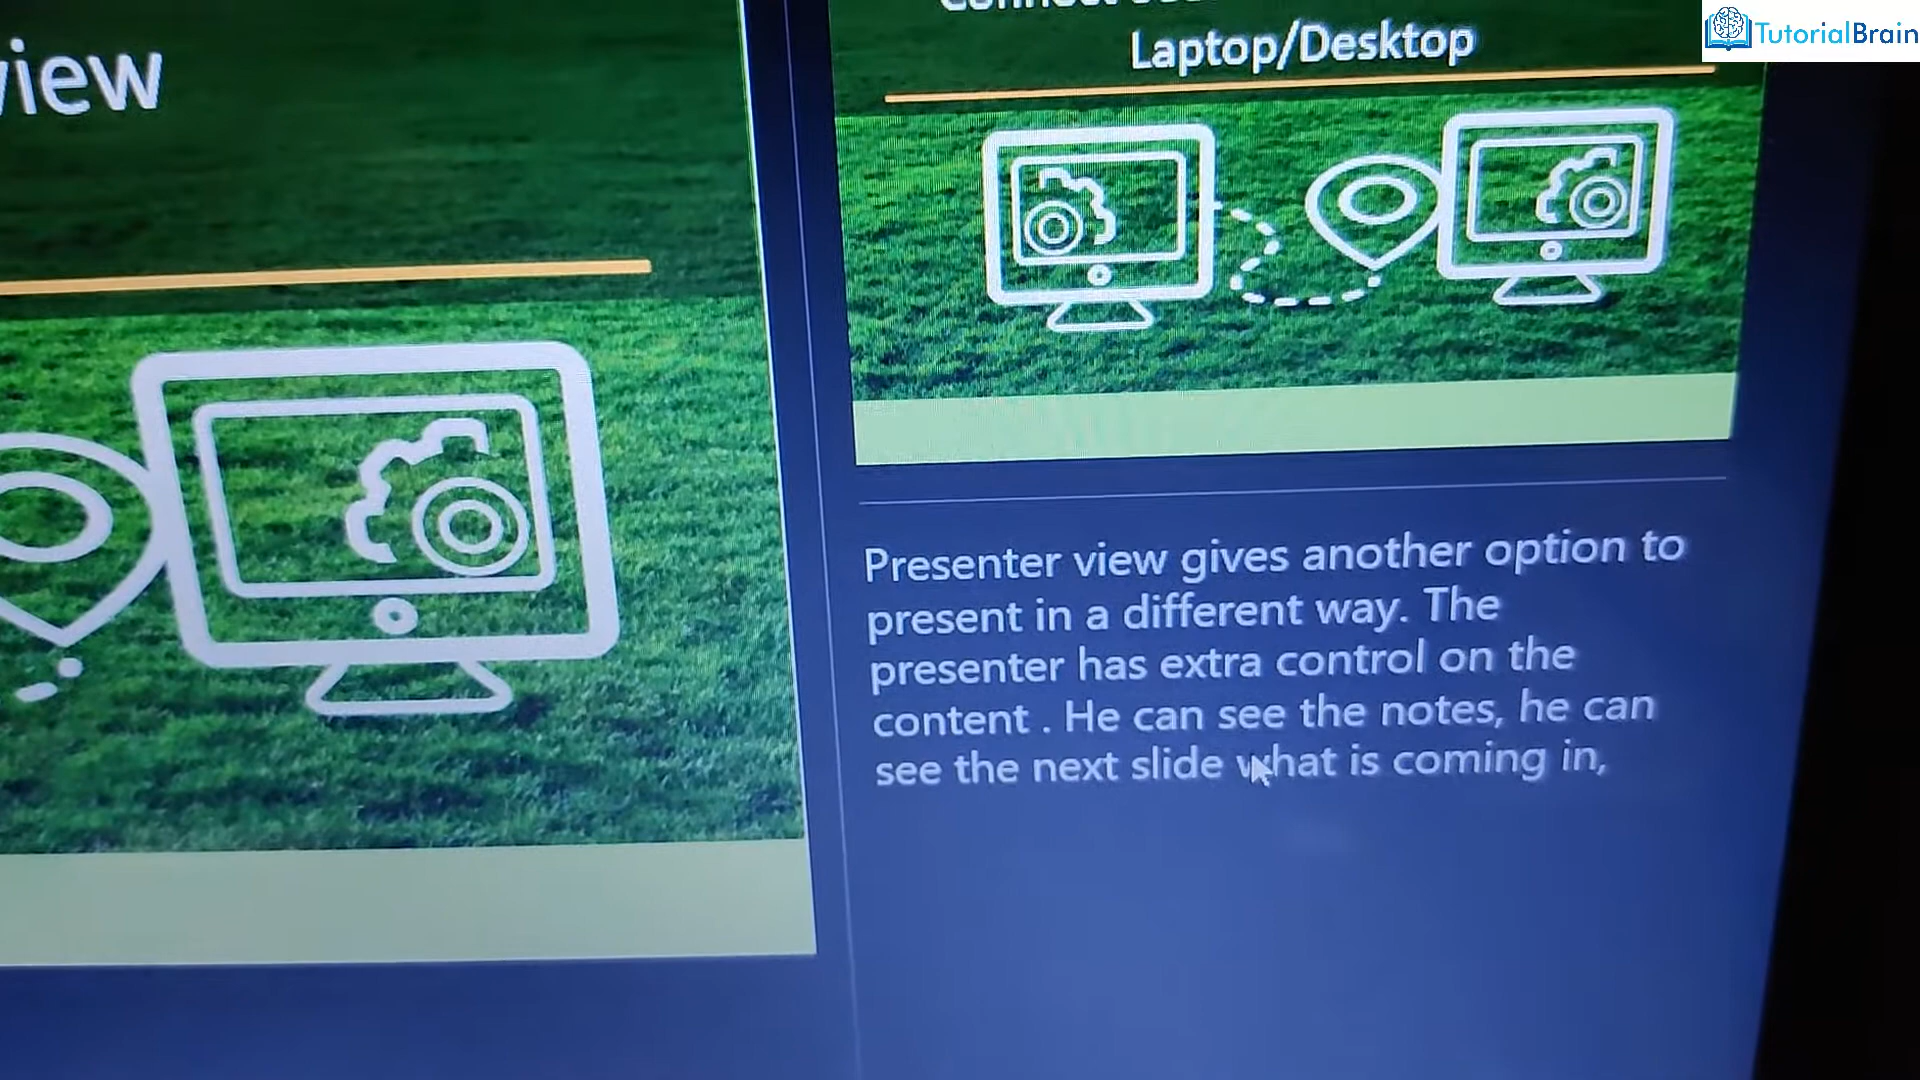 TutorialBrain
Laptop/Desktop
Presenter view gives another option to
present in a different way. The
presenter has extra control on the
content . He can see the notes, he can
see the next slide what is coming in,